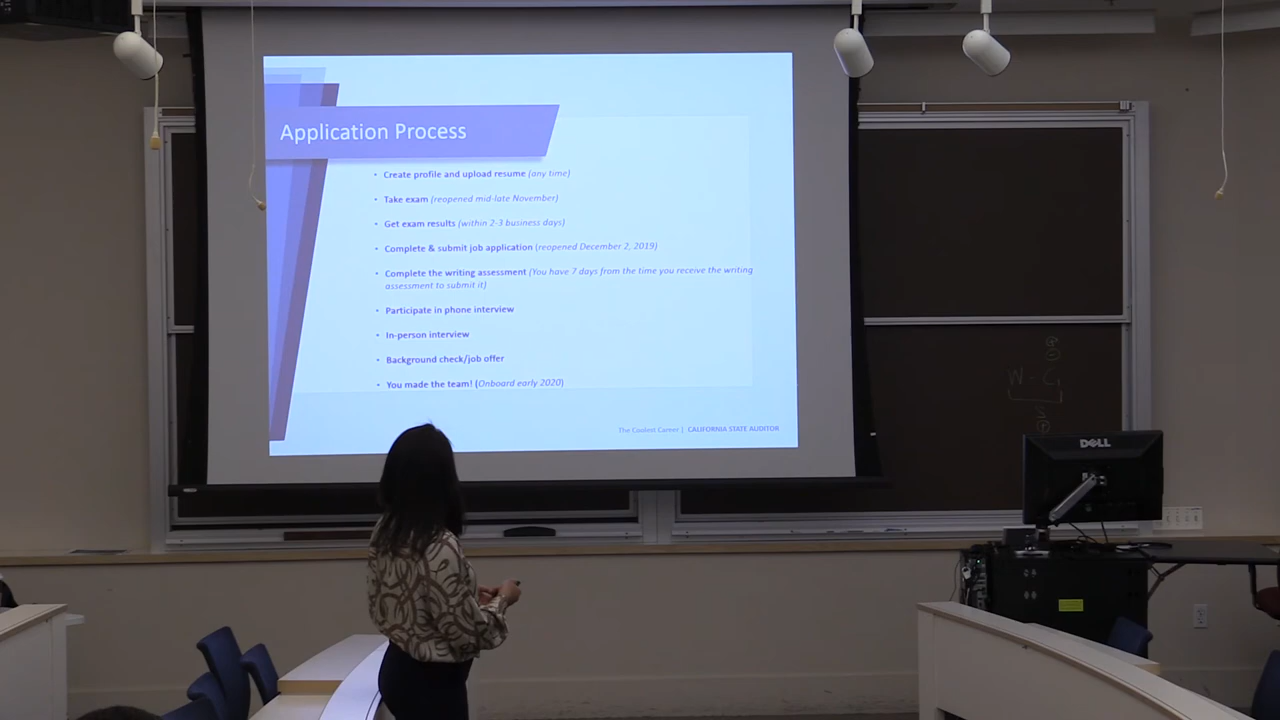 Application Process
• Create profile and upload resume (any time)
• Take exam (reopened mid-late November)
• Get exam results (within 2-3 business days)
• Complete & submit job application (reopened December 2, 2019)
• Complete the writing assessment (You have 7 days from the time you receive the writing
assessment to submit it)
• Participate in phone interview
• In-person interview
• Background check/job offer
• You made the team! (Onboard early 2020)
The Coolest Career | CALIFORNIA STATE AUDITOR
W - C
DELL